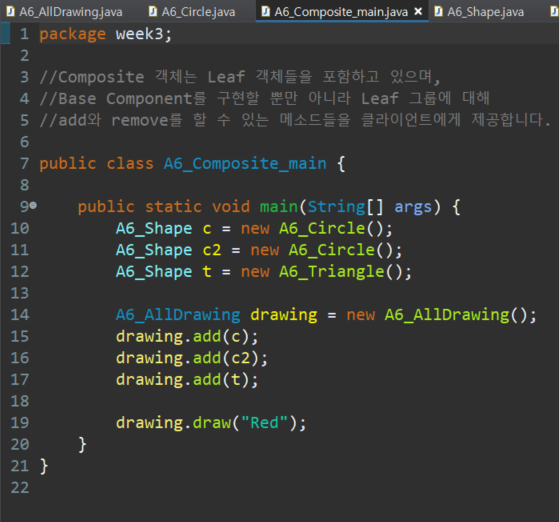 A6_AllDrawing.java A6_Circle.java A6_Composite_main.java A6_Shape.java
1 package week3;
2
3 //Composite 객체는 Leaf 객체들을 포함하고 있으며,
4 //Base Component를 구현할 뿐만 아니라 Leaf 그룹에 대해
5 //add와 remove를 할 수 있는 메소드들을 클라이언트에게 제공합니다.
6
7 public class A6_Composite_main {
8
9 public static void main(String[] args) {
10 A6_Shape c = new A6_Circle();
11 A6_Shape c2 = new A6_Circle();
12 A6_Shape t = new A6_Triangle();
13
14 A6_AllDrawing drawing = new A6_AllDrawing();
15 drawing.add(c);
16 drawing.add(c2);
17 drawing.add(t);
18
19 drawing.draw("Red");
20 }
21 }
22